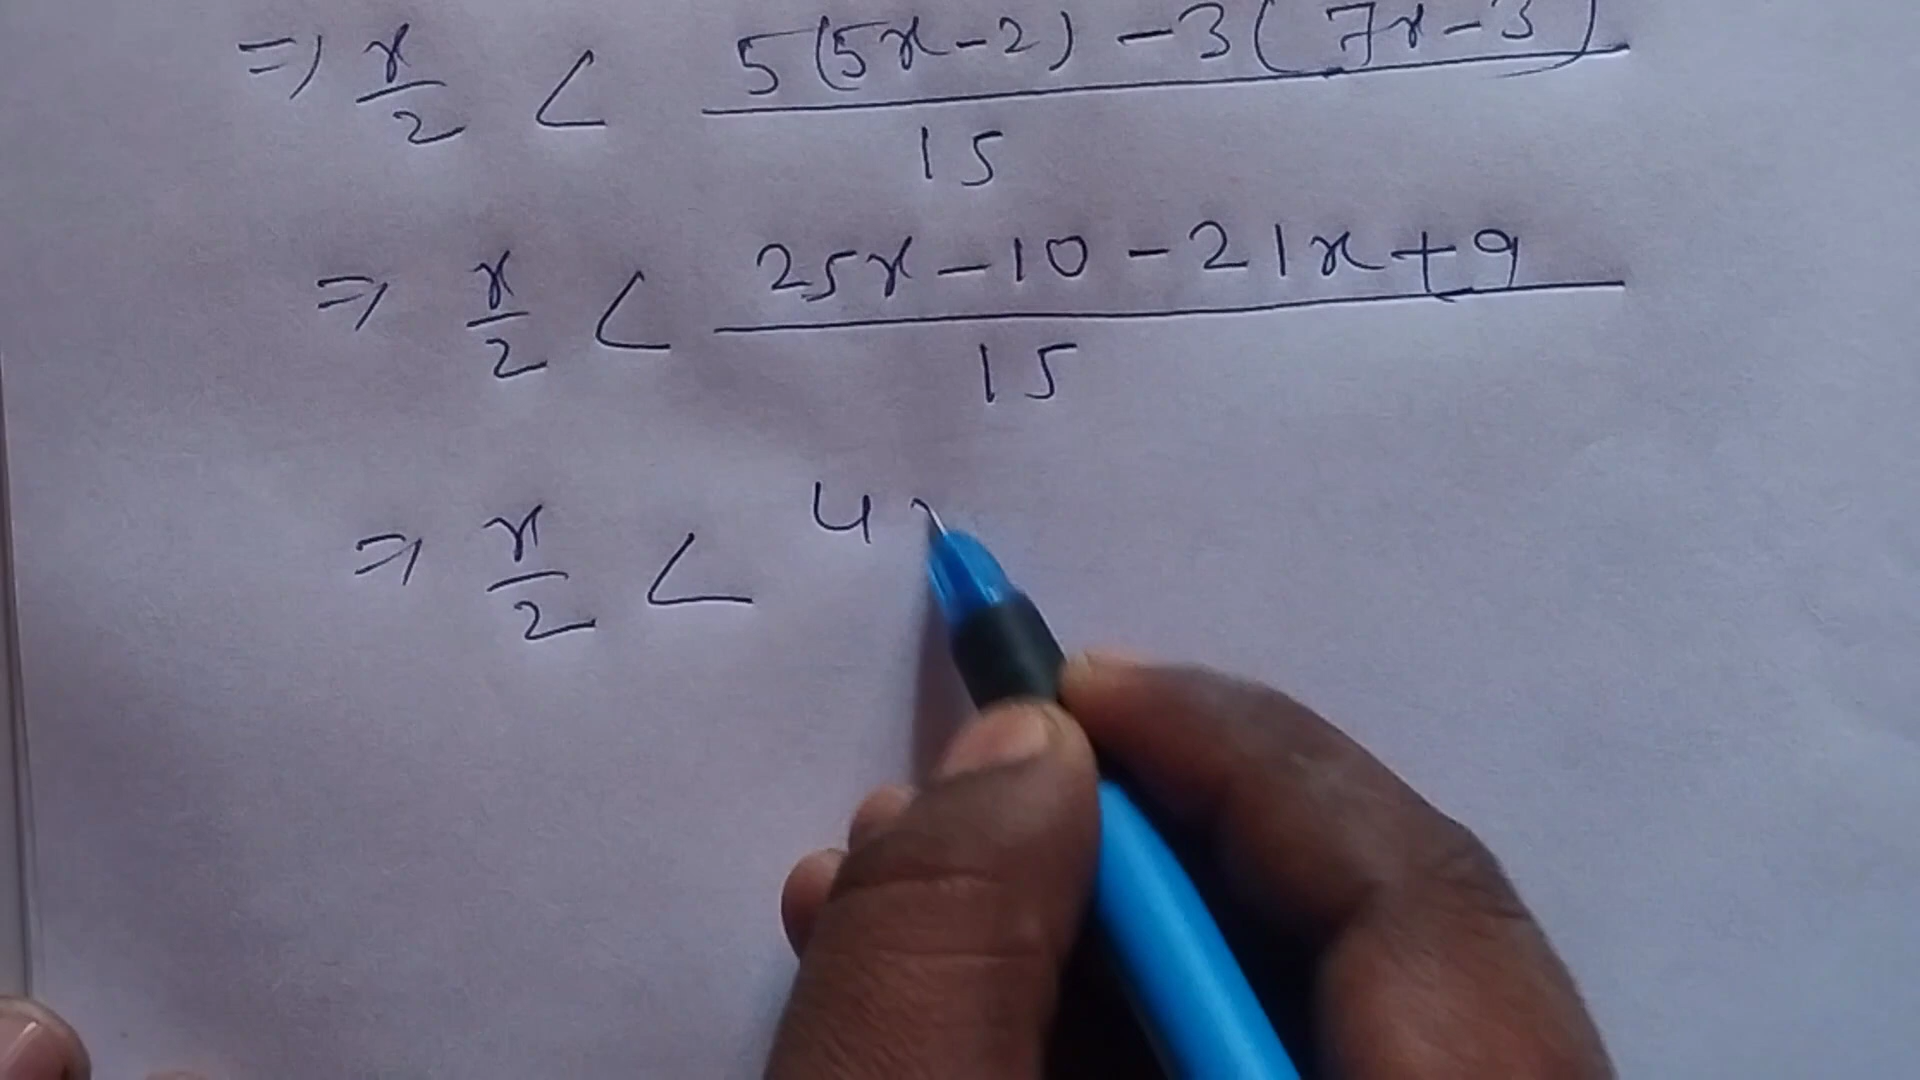 ⇒ x/2 < (5(5x-2) - 3(7x-3))/15
⇒ x/2 < (25x-10-21x+9)/15
⇒ x/2 < 4